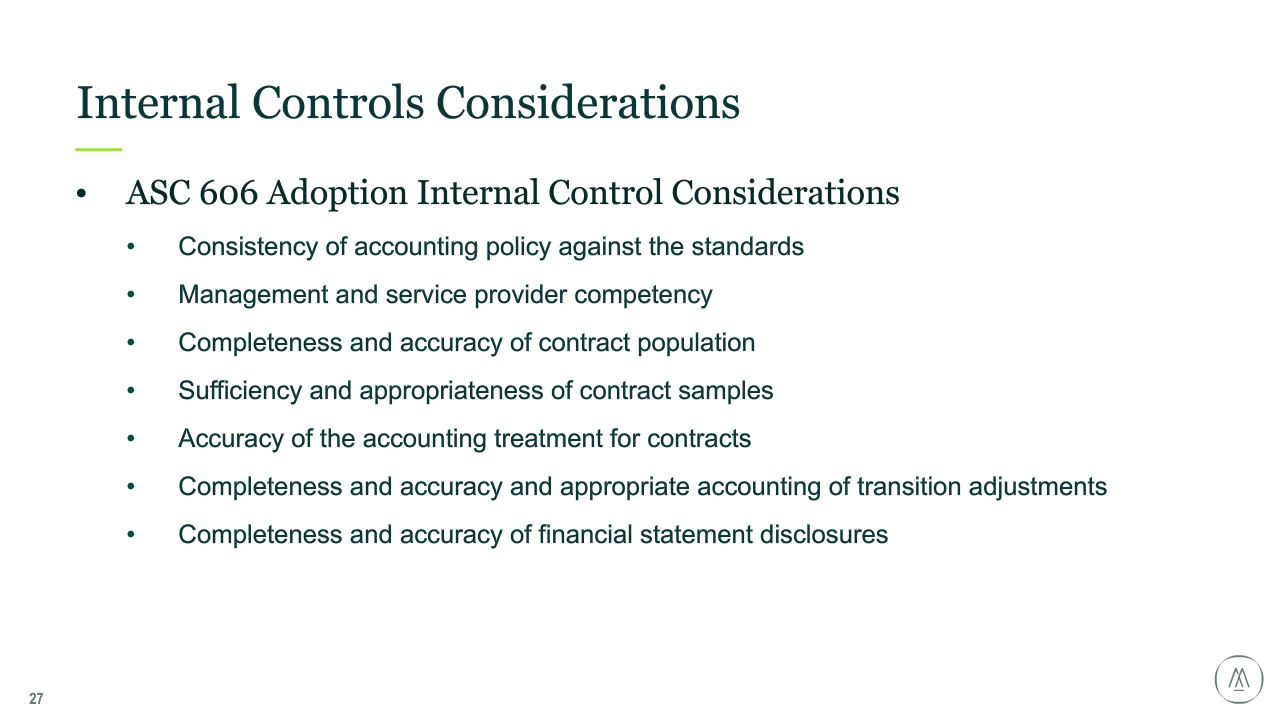 Internal Controls Considerations
• ASC 606 Adoption Internal Control Considerations
• Consistency of accounting policy against the standards
• Management and service provider competency
• Completeness and accuracy of contract population
• Sufficiency and appropriateness of contract samples
• Accuracy of the accounting treatment for contracts
• Completeness and accuracy and appropriate accounting of transition adjustments
• Completeness and accuracy of financial statement disclosures
27